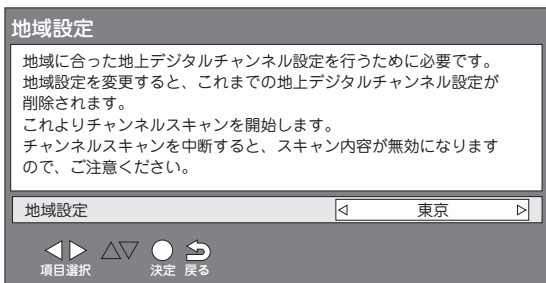 地域設定
地域に合った地上デジタルチャンネル設定を行うために必要です。
地域設定を変更すると、これまでの地上デジタルチャンネル設定が
削除されます。
これよりチャンネルスキャンを開始します。
チャンネルスキャンを中断すると、スキャン内容が無効になります
ので、ご注意ください。
地域設定 東京
項目選択 決定 戻る